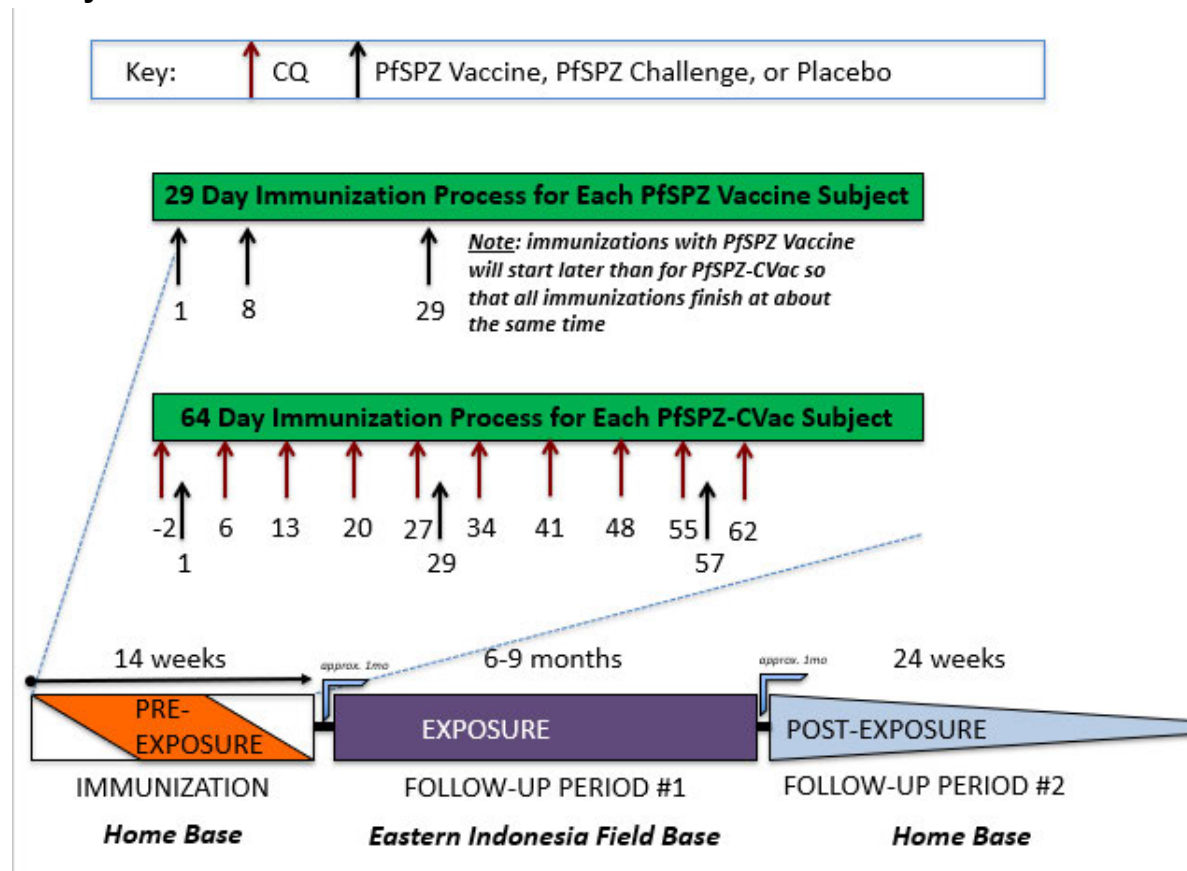 Key: CQ PfSPZ Vaccine, PfSPZ Challenge, or Placebo
29 Day Immunization Process for Each PfSPZ Vaccine Subject
1 8 29
Note: immunizations with PfSPZ Vaccine
will start later than for PfSPZ-CVac so
that all immunizations finish at about
the same time
64 Day Immunization Process for Each PfSPZ-CVac Subject
-2 6 13 20 27 34 41 48 55 62
1 29 57
14 weeks approx. 1mo 6-9 months approx. 1mo 24 weeks
PRE-
EXPOSURE
EXPOSURE
POST-EXPOSURE
IMMUNIZATION FOLLOW-UP PERIOD #1 FOLLOW-UP PERIOD #2
Home Base Eastern Indonesia Field Base Home Base